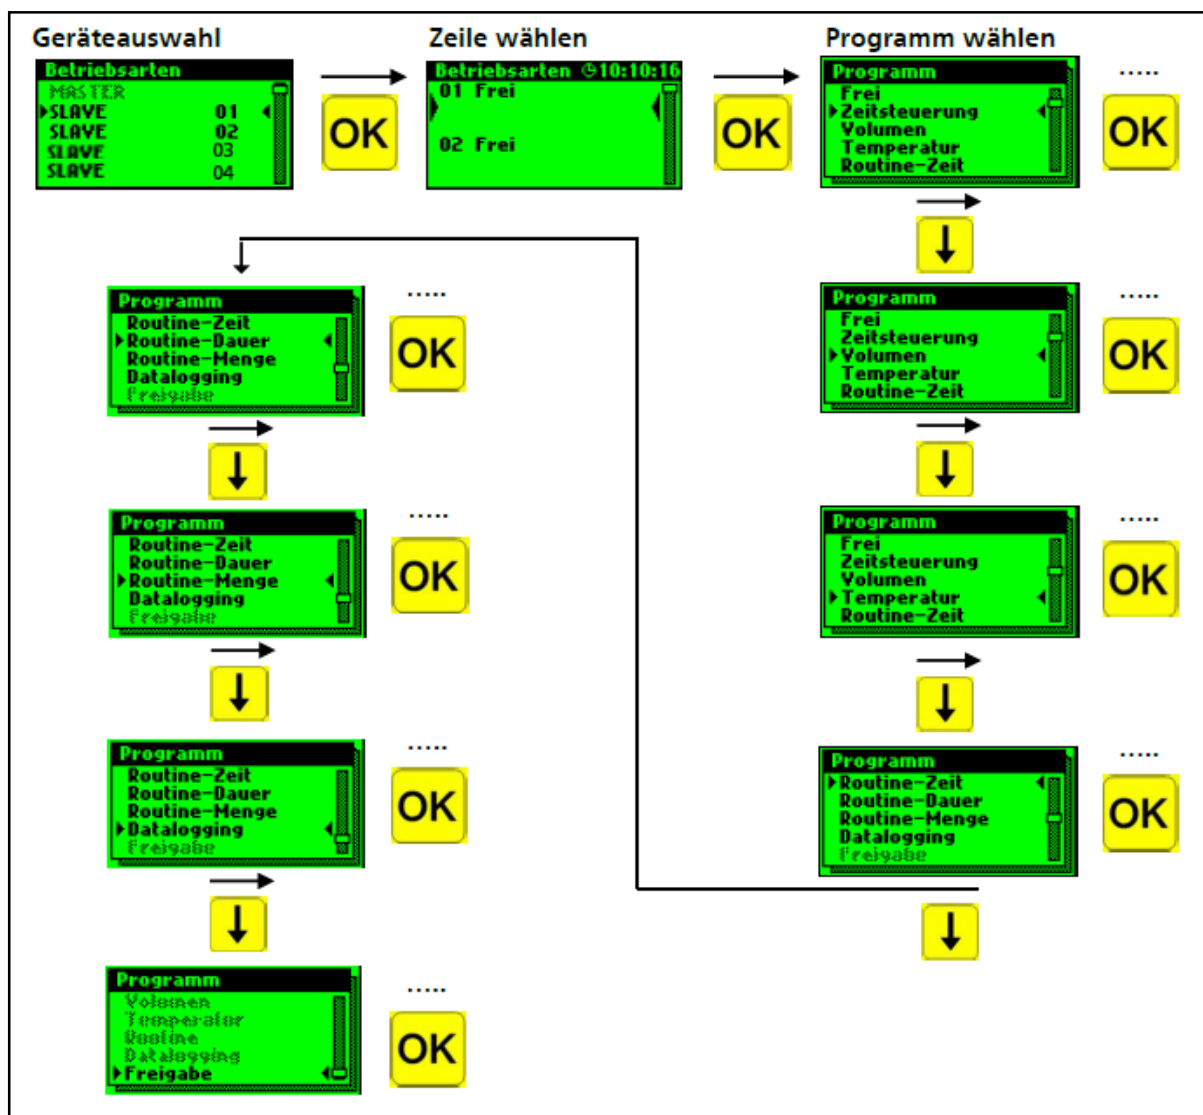 Geräteauswahl
Betriebsarten
MASTER
SLAVE 01
SLAVE 02
SLAVE 03
SLAVE 04
OK
Zeile wählen
Betriebsarten 10:10:16
01 Frei
02 Frei
OK
Programm wählen
Programm
Frei
Zeitsteuerung
Volumen
Temperatur
Routine-Zeit
.....
OK
Programm
Frei
Zeitsteuerung
Volumen
Temperatur
Routine-Zeit
.....
OK
Programm
Frei
Zeitsteuerung
Volumen
Temperatur
Routine-Zeit
.....
OK
Programm
Routine-Zeit
Routine-Dauer
Routine-Menge
Datalogging
Freigabe
.....
OK
Programm
Routine-Zeit
Routine-Dauer
Routine-Menge
Datalogging
Freigabe
.....
OK
Programm
Routine-Zeit
Routine-Dauer
Routine-Menge
Datalogging
Freigabe
.....
OK
Programm
Routine-Zeit
Routine-Dauer
Routine-Menge
Datalogging
Freigabe
.....
OK
Programm
Volumen
Temperatur
Routine
Datalogging
Freigabe
.....
OK